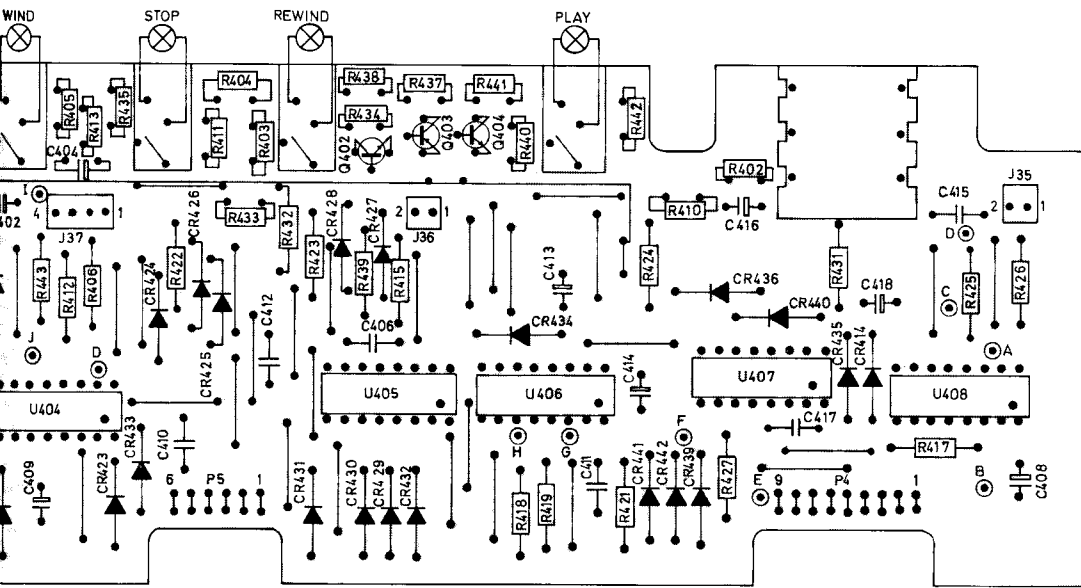 WIND STOP REWIND PLAY
R405 R413 R435 R404 R411 R403 R438 R434 R437 R441 R442
Q402 Q403 Q404 R440
C404 R402
I 402 4 1 J37
CR426 R433 R432 CR428 CR427 2 1 J36
R410 C416 C415 J35 2 1 D
R443 R412 R406 CR424 R422 R423 R439 R415 C413 R424 CR436 R431 C418 C R425 R426
C412 C406 CR434 CR440
J D CR425 CR435 CR414 A
U404 U405 U406 C414 U407 U408
CR433 C410 H G F C417 R417
C409 CR423 6 P5 1 CR431 CR430 CR429 CR432 R418 R419 C411 R421 CR441 CR442 CR439 R427 E 9 P4 1 B C408